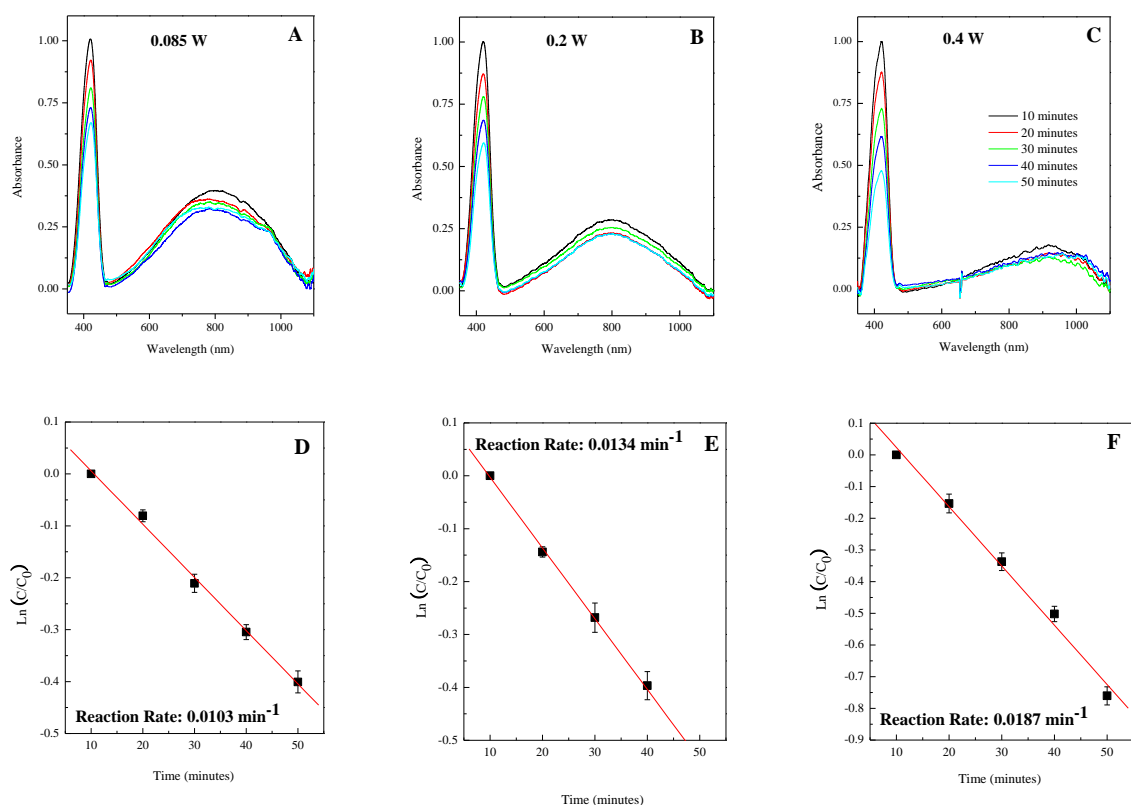 0.085 W
A
Absorbance
1.00
0.75
0.50
0.25
0.00
400
600
800
1000
Wavelength (nm)
0.2 W
B
Absorbance
1.00
0.75
0.50
0.25
0.00
400
600
800
1000
Wavelength (nm)
0.4 W
C
10 minutes
20 minutes
30 minutes
40 minutes
50 minutes
Absorbance
1.00
0.75
0.50
0.25
0.00
400
600
800
1000
Wavelength (nm)
D
Ln (C/C0)
0.1
0.0
-0.1
-0.2
-0.3
-0.4
-0.5
Reaction Rate: 0.0103 min-1
10
20
30
40
50
Time (minutes)
Reaction Rate: 0.0134 min-1
E
Ln (C/C0)
0.1
0.0
-0.1
-0.2
-0.3
-0.4
-0.5
10
20
30
40
50
Time (minutes)
F
Ln (C/C0)
0.1
0.0
-0.1
-0.2
-0.3
-0.4
-0.5
-0.6
-0.7
-0.8
-0.9
Reaction Rate: 0.0187 min-1
10
20
30
40
50
Time (minutes)